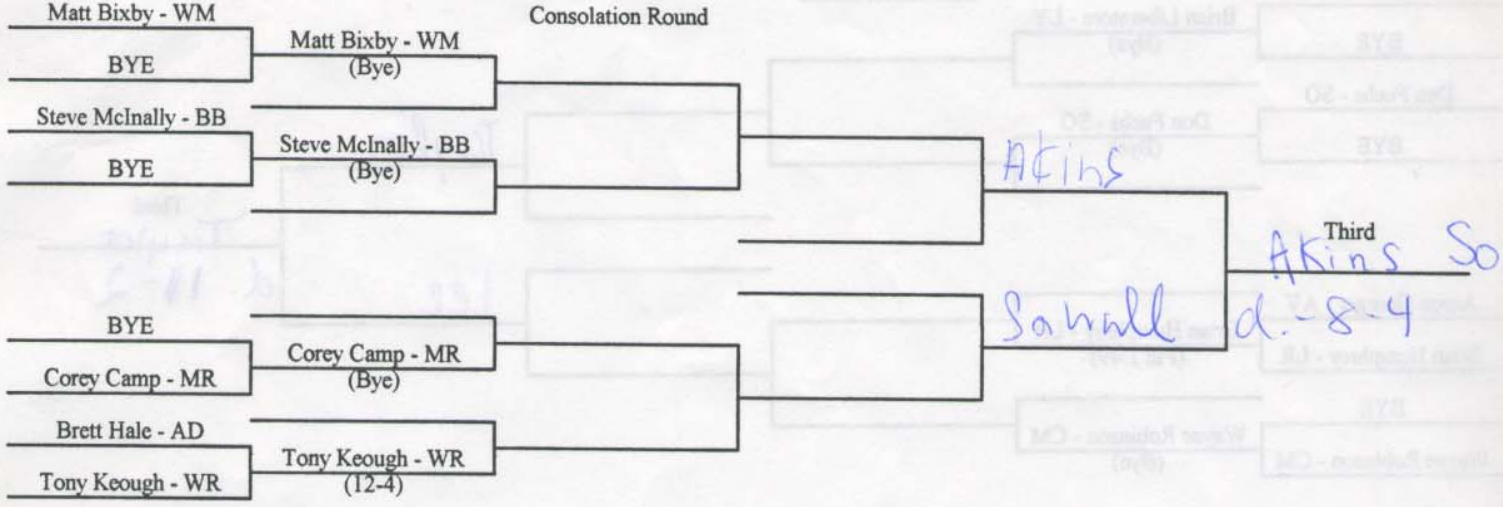 Consolation Round
Matt Bixby - WM
BYE
Matt Bixby - WM
(Bye)
Steve McInally - BB
BYE
Steve McInally - BB
(Bye)
BYE
Corey Camp - MR
Corey Camp - MR
(Bye)
Brett Hale - AD
Tony Keough - WR
Tony Keough - WR
(12-4)
Akins
d.-8-4
Third
Akins So